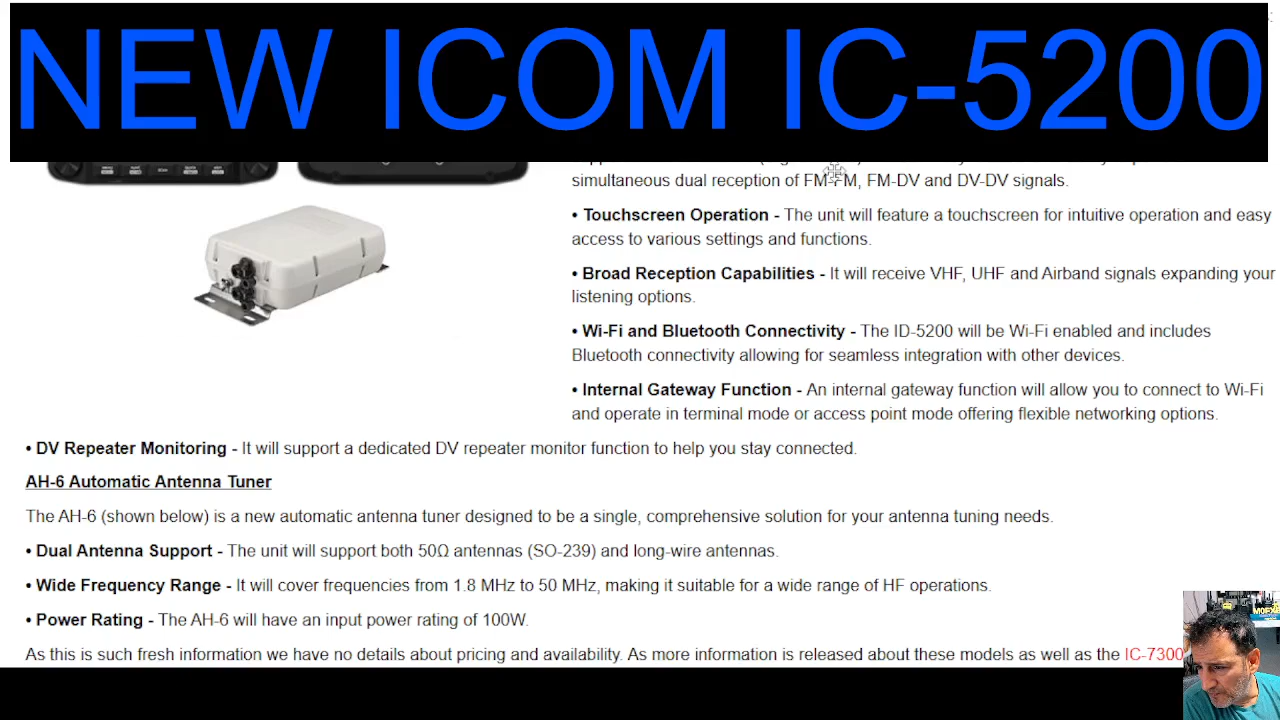 NEW ICOM IC-5200
simultaneous dual reception of FM-FM, FM-DV and DV-DV signals.
• Touchscreen Operation - The unit will feature a touchscreen for intuitive operation and easy
access to various settings and functions.
• Broad Reception Capabilities - It will receive VHF, UHF and Airband signals expanding your
listening options.
• Wi-Fi and Bluetooth Connectivity - The ID-5200 will be Wi-Fi enabled and includes
Bluetooth connectivity allowing for seamless integration with other devices.
• Internal Gateway Function - An internal gateway function will allow you to connect to Wi-Fi
and operate in terminal mode or access point mode offering flexible networking options.
• DV Repeater Monitoring - It will support a dedicated DV repeater monitor function to help you stay connected.
AH-6 Automatic Antenna Tuner
The AH-6 (shown below) is a new automatic antenna tuner designed to be a single, comprehensive solution for your antenna tuning needs.
• Dual Antenna Support - The unit will support both 50Ω antennas (SO-239) and long-wire antennas.
• Wide Frequency Range - It will cover frequencies from 1.8 MHz to 50 MHz, making it suitable for a wide range of HF operations.
• Power Rating - The AH-6 will have an input power rating of 100W.
As this is such fresh information we have no details about pricing and availability. As more information is released about these models as well as the IC-7300